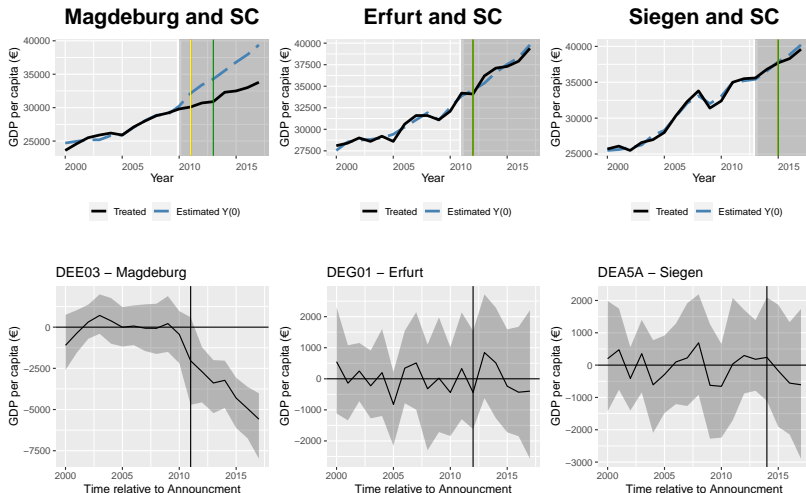 Magdeburg and SC
Erfurt and SC
Siegen and SC
GDP per capita (€)
40000
35000
30000
25000
2000
2005
2010
2015
Year
GDP per capita (€)
40000
37500
35000
32500
30000
27500
2000
2005
2010
2015
Year
GDP per capita (€)
40000
35000
30000
25000
2000
2005
2010
2015
Year
Treated Estimated Y(0)
Treated Estimated Y(0)
Treated Estimated Y(0)
DEE03 − Magdeburg
GDP per capita (€)
0
−2500
−5000
−7500
2000
2005
2010
2015
Time relative to Announcment
DEG01 − Erfurt
GDP per capita (€)
2000
1000
0
−1000
−2000
2000
2005
2010
2015
Time relative to Announcment
DEA5A − Siegen
GDP per capita (€)
2000
1000
0
−1000
−2000
−3000
2000
2005
2010
2015
Time relative to Announcment